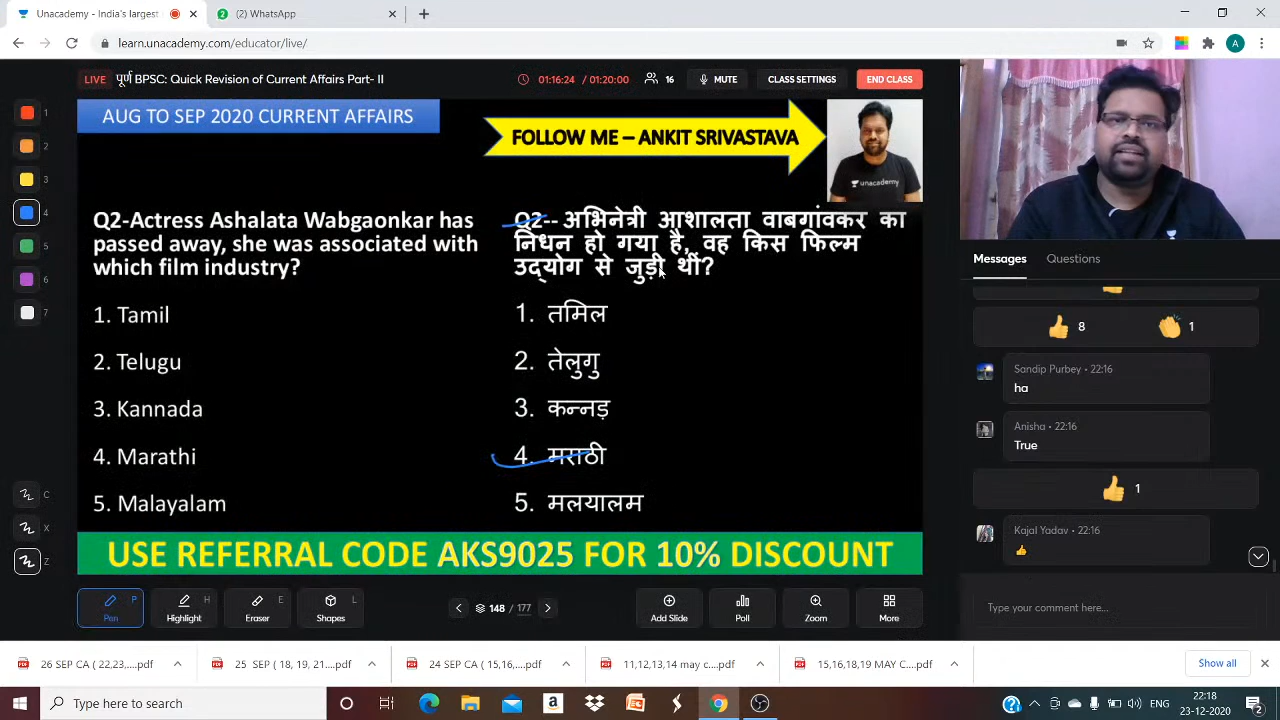 Unacademy - India's largest
(2) WhatsApp
learn.unacademy.com/educator/live/
A
LIVE
पूर्ण BPSC: Quick Revision of Current Affairs Part- II
01:16:24 / 01:20:00
16
MUTE
CLASS SETTINGS
END CLASS
AUG TO SEP 2020 CURRENT AFFAIRS
FOLLOW ME – ANKIT SRIVASTAVA
unacademy
1
2
3
4
5
6
7
C
X
Z
Q2-Actress Ashalata Wabgaonkar has
passed away, she was associated with
which film industry?
1. Tamil
2. Telugu
3. Kannada
4. Marathi
5. Malayalam
Q2-- अभिनेत्री आशालता वाबगांवकर का
निधन हो गया है, वह किस फिल्म
उद्योग से जुड़ी थीं?
1. तमिल
2. तेलुगु
3. कन्नड़
4. मराठी
5. मलयालम
USE REFERRAL CODE AKS9025 FOR 10% DISCOUNT
Messages
Questions
8
1
Sandip Purbey • 22:16
ha
Anisha • 22:16
True
1
Kajal Yadav • 22:16
Type your comment here...
Pen P
Highlight H
Eraser E
Shapes L
148 / 177
Add Slide
Poll
Zoom
More
26 SEP CA ( 22,23,....pdf
25 SEP ( 18, 19, 21....pdf
24 SEP CA ( 15,16,....pdf
11,12,13,14 may c....pdf
15,16,18,19 MAY C....pdf
Show all
Type here to search
ENG
22:18
23-12-2020
2